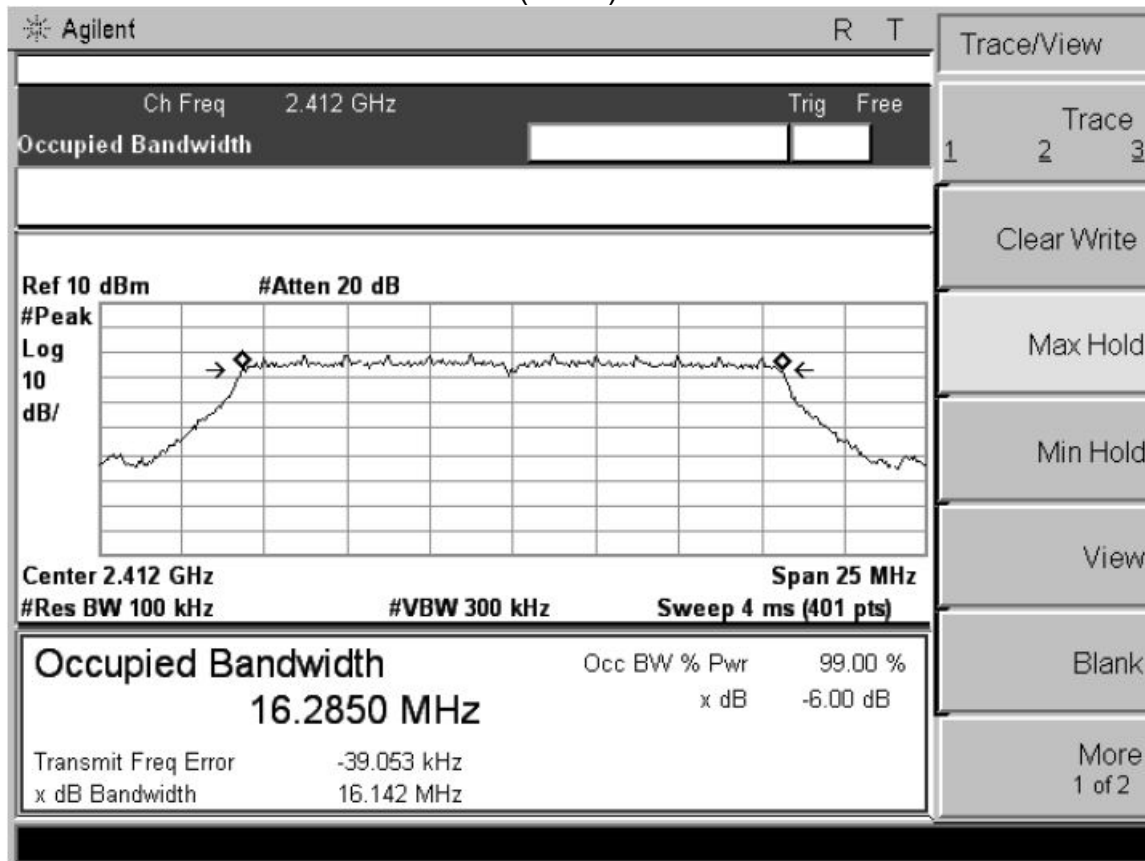 Agilent R T
Trace/View
Ch Freq 2.412 GHz Trig Free
Occupied Bandwidth
Trace
1 2 3
Clear Write
Ref 10 dBm #Atten 20 dB
#Peak
Log
10
dB/
Max Hold
Min Hold
View
Center 2.412 GHz Span 25 MHz
#Res BW 100 kHz #VBW 300 kHz Sweep 4 ms (401 pts)
Occupied Bandwidth Occ BW % Pwr 99.00 %
16.2850 MHz x dB -6.00 dB
Blank
Transmit Freq Error -39.053 kHz
x dB Bandwidth 16.142 MHz
More
1 of 2